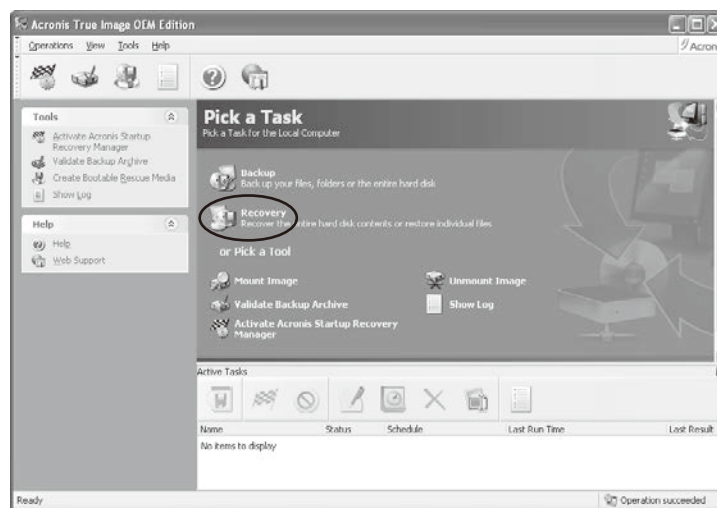 Acronis True Image OEM Edition
Operations View Tools Help
Acron
Tools
Activate Acronis Startup
Recovery Manager
Validate Backup Archive
Create Bootable Rescue Media
Show Log
Help
Help
Web Support
Pick a Task
Pick a Task for the Local Computer
Backup
Back up your files, folders or the entire hard disk
Recovery
Recover the entire hard disk contents or restore individual files
or Pick a Tool
Mount Image
Unmount Image
Validate Backup Archive
Show Log
Activate Acronis Startup Recovery
Manager
Active Tasks
Name Status Schedule Last Run Time Last Result
No items to display
Ready
Operation succeeded